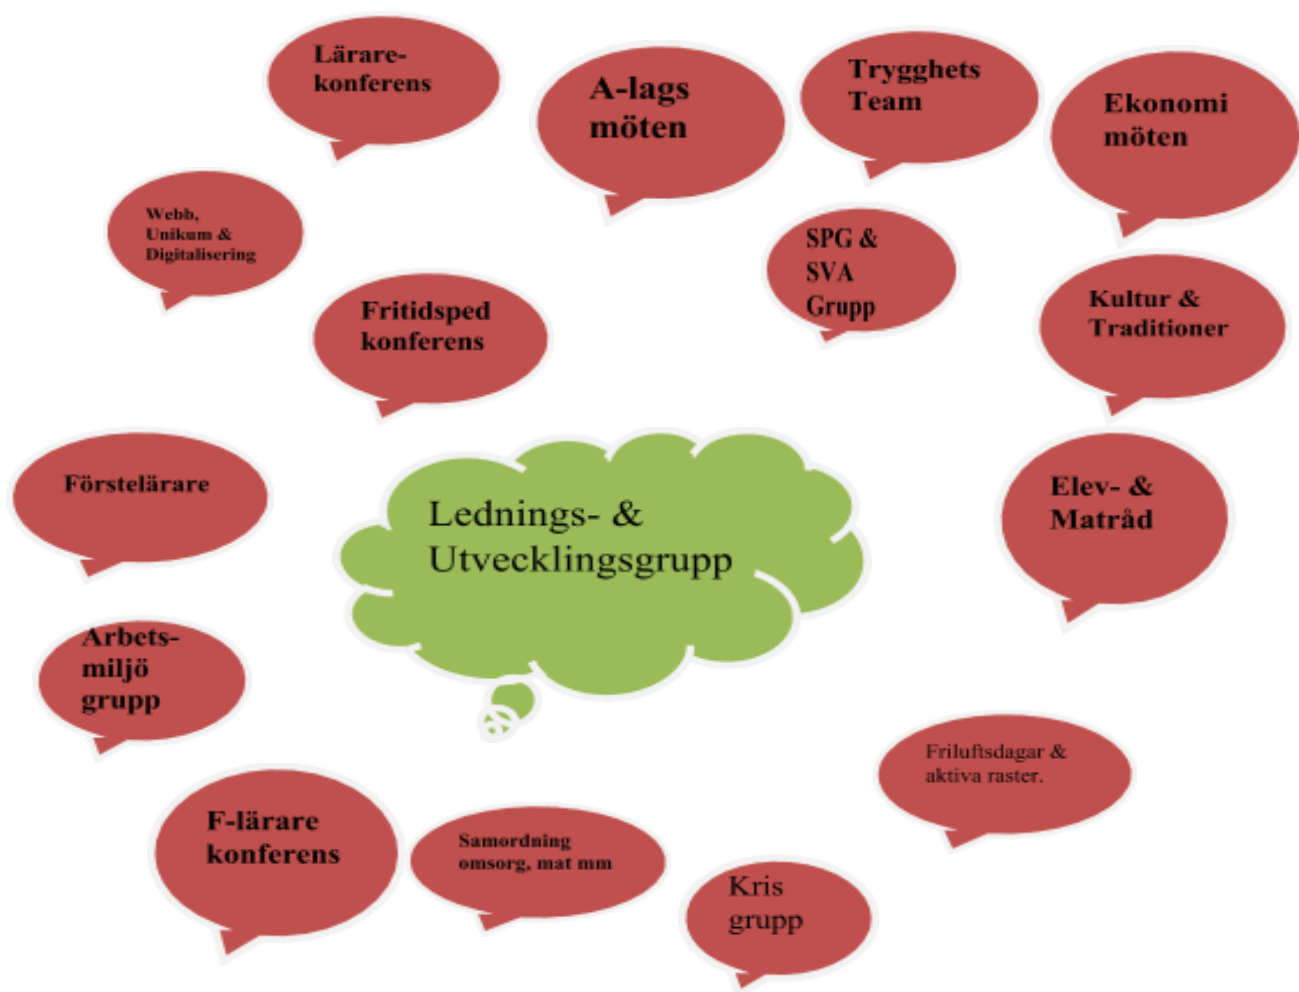 Lärare-
konferens
A-lags
möten
Trygghets
Team
Ekonomi
möten
Webb,
Unikum &
Digitalisering
SPG &
SVA
Grupp
Fritidsped
konferens
Kultur &
Traditioner
Förstelärare
Lednings- &
Utvecklingsgrupp
Elev- &
Matråd
Arbets-
miljö
grupp
Friluftsdagar &
aktiva raster.
F-lärare
konferens
Samordning
omsorg, mat mm
Kris
grupp